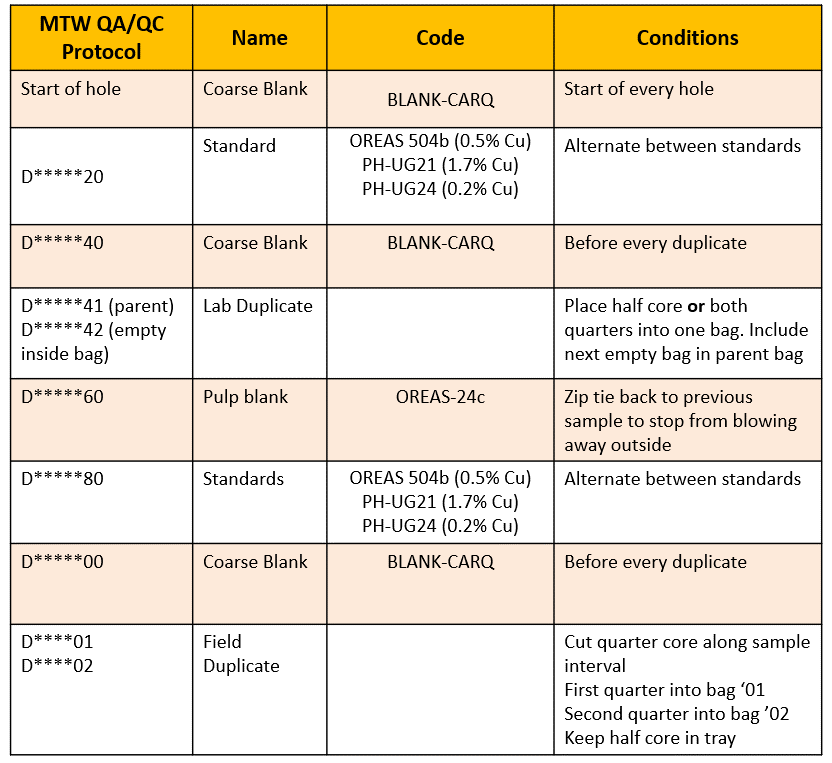 MTW QA/QC
Protocol
Name
Code
Conditions
Start of hole
Coarse Blank
BLANK-CARQ
Start of every hole
D*****20
Standard
OREAS 504b (0.5% Cu)
PH-UG21 (1.7% Cu)
PH-UG24 (0.2% Cu)
Alternate between standards
D*****40
Coarse Blank
BLANK-CARQ
Before every duplicate
D*****41 (parent)
D*****42 (empty
inside bag)
Lab Duplicate
Place half core or both
quarters into one bag. Include
next empty bag in parent bag
D*****60
Pulp blank
OREAS-24c
Zip tie back to previous
sample to stop from blowing
away outside
D*****80
Standards
OREAS 504b (0.5% Cu)
PH-UG21 (1.7% Cu)
PH-UG24 (0.2% Cu)
Alternate between standards
D*****00
Coarse Blank
BLANK-CARQ
Before every duplicate
D****01
D****02
Field
Duplicate
Cut quarter core along sample
interval
First quarter into bag ‘01
Second quarter into bag ’02
Keep half core in tray